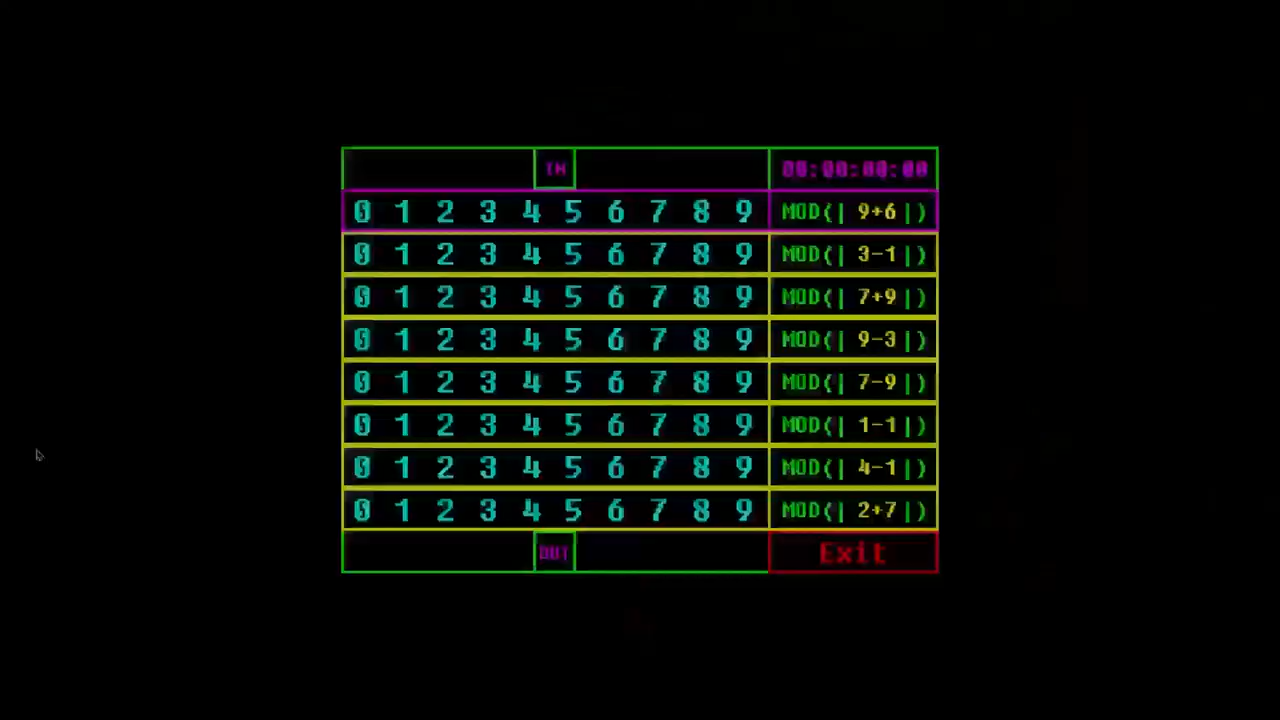 IN 00:00:00:00
0 1 2 3 4 5 6 7 8 9 MOD(| 9+6 |)
0 1 2 3 4 5 6 7 8 9 MOD(| 3-1 |)
0 1 2 3 4 5 6 7 8 9 MOD(| 7+9 |)
0 1 2 3 4 5 6 7 8 9 MOD(| 9-3 |)
0 1 2 3 4 5 6 7 8 9 MOD(| 7-9 |)
0 1 2 3 4 5 6 7 8 9 MOD(| 1-1 |)
0 1 2 3 4 5 6 7 8 9 MOD(| 4-1 |)
0 1 2 3 4 5 6 7 8 9 MOD(| 2+7 |)
OUT Exit